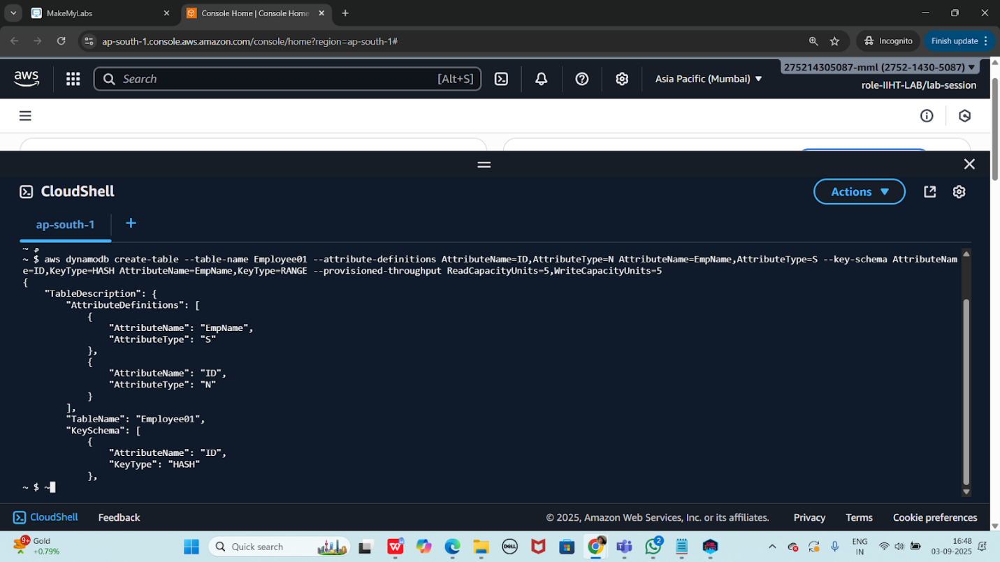 MakeMyLabs
Console Home | Console Home
ap-south-1.console.aws.amazon.com/console/home?region=ap-south-1#
Incognito
Finish update
aws
Search
[Alt+S]
Asia Pacific (Mumbai)
275214305087-mml (2752-1430-5087)
role-IIHT-LAB/lab-session
CloudShell
Actions
ap-south-1
~ $ aws dynamodb create-table --table-name Employee01 --attribute-definitions AttributeName=ID,AttributeType=N AttributeName=EmpName,AttributeType=S --key-schema AttributeNam
e=ID,KeyType=HASH AttributeName=EmpName,KeyType=RANGE --provisioned-throughput ReadCapacityUnits=5,WriteCapacityUnits=5
{
"TableDescription": {
"AttributeDefinitions": [
{
"AttributeName": "EmpName",
"AttributeType": "S"
},
{
"AttributeName": "ID",
"AttributeType": "N"
}
],
"TableName": "Employee01",
"KeySchema": [
{
"AttributeName": "ID",
"KeyType": "HASH"
},
~ $ ~
CloudShell
Feedback
© 2025, Amazon Web Services, Inc. or its affiliates.
Privacy
Terms
Cookie preferences
9+
Gold
+0.79%
Quick search
DELL
2
ENG
IN
16:48
03-09-2025